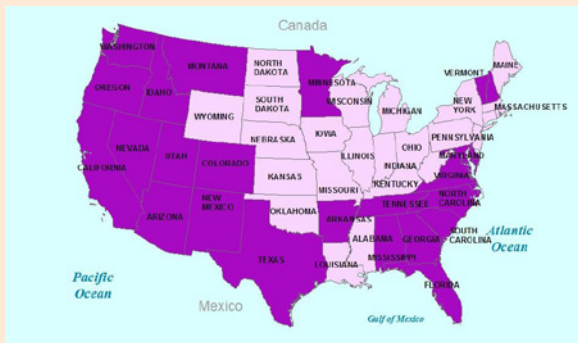 Canada
WASHINGTON
MONTANA
NORTH
DAKOTA
MINNESOTA
VERMONT
MAINE
OREGON
IDAHO
SOUTH
DAKOTA
WISCONSIN
MICHIGAN
NEW
YORK
MASSACHUSETTS
WYOMING
NEBRASKA
IOWA
PENNSYLVANIA
NEVADA
UTAH
COLORADO
ILLINOIS
INDIANA
OHIO
MARYLAND
CALIFORNIA
KANSAS
MISSOURI
KENTUCKY
VIRGINIA
ARIZONA
NEW
MEXICO
OKLAHOMA
ARKANSAS
TENNESSEE
NORTH
CAROLINA
TEXAS
LOUISIANA
ALABAMA
MISSISSIPPI
GEORGIA
SOUTH
CAROLINA
Atlantic
Ocean
FLORIDA
Pacific
Ocean
Mexico
Gulf of Mexico